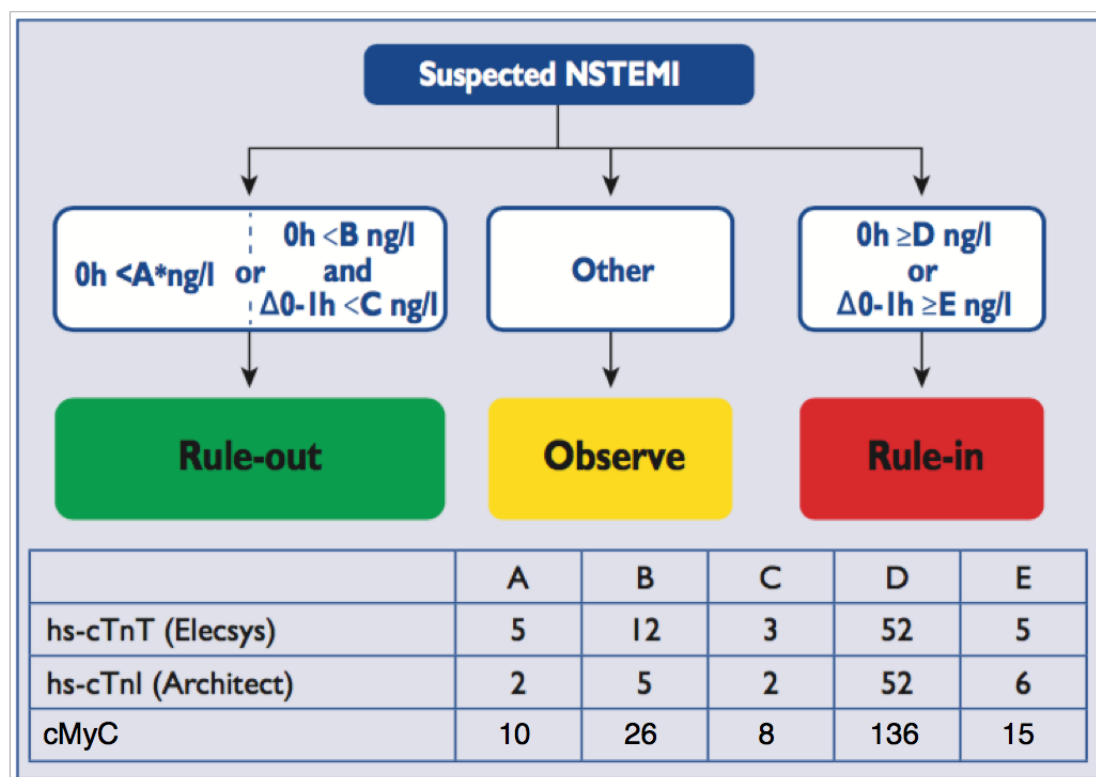 Suspected NSTEMI
0h <A*ng/l or
0h <B ng/l
and
Δ0-1h <C ng/l
Other
0h ≥D ng/l
or
Δ0-1h ≥E ng/l
Rule-out
Observe
Rule-in
A B C D E
hs-cTnT (Elecsys) 5 12 3 52 5
hs-cTnI (Architect) 2 5 2 52 6
cMyC 10 26 8 136 15